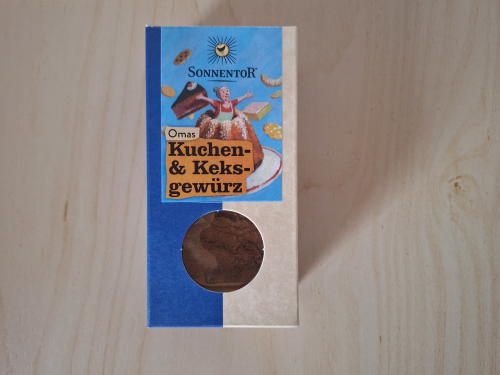 SONNENTOR®
Omas
Kuchen-
& Keks-
gewürz